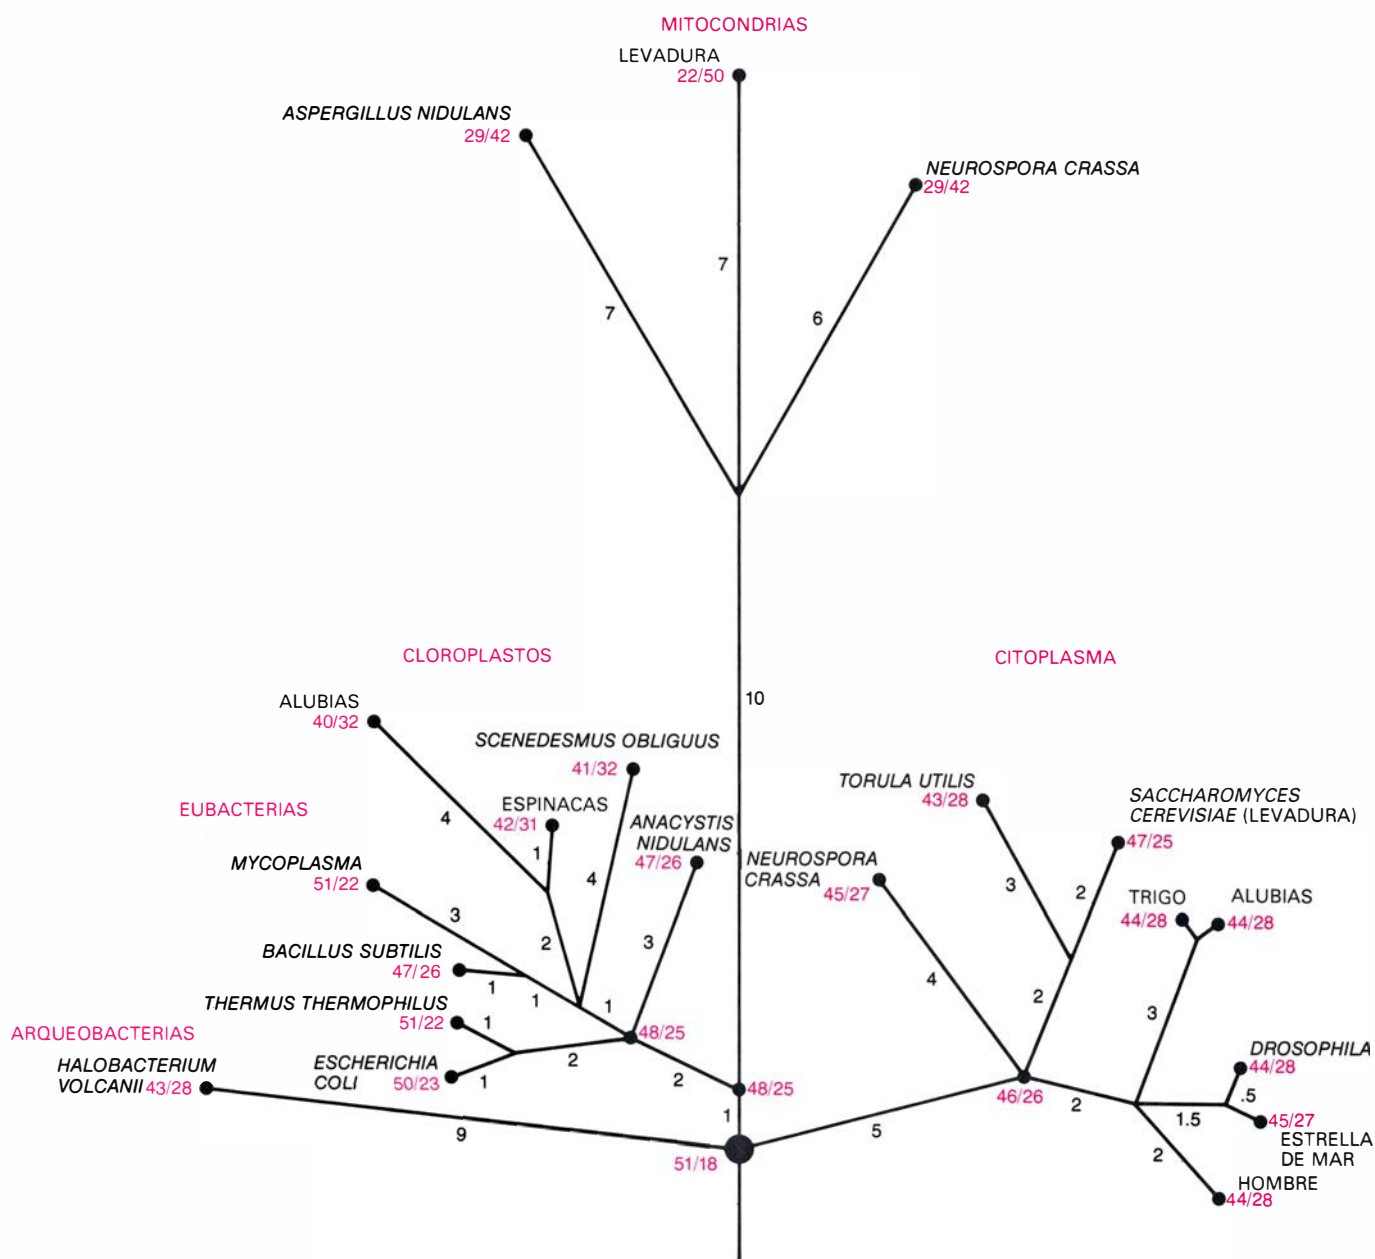 MITOCONDRIAS
LEVADURA
22/50
ASPERGILLUS NIDULANS
29/42
NEUROSPORA CRASSA
29/42
7
7
6
10
CLOROPLASTOS
CITOPLASMA
ALUBIAS
40/32
SCENEDESMUS OBLIGUUS
41/32
ESPINACAS
42/31
ANACYSTIS
NIDULANS
47/26
EUBACTERIAS
MYCOPLASMA
51/22
BACILLUS SUBTILIS
47/26
THERMUS THERMOPHILUS
51/22
ARQUEOBACTERIAS
HALOBACTERIUM
VOLCANII 43/28
ESCHERICHIA
COLI 50/23
4
1
4
3
3
2
1
1
1
1
2
1
48/25
2
48/25
1
9
51/18
5
TORULA UTILIS
43/28
SACCHAROMYCES
CEREVISIAE (LEVADURA)
47/25
NEUROSPORA
CRASSA
45/27
TRIGO
44/28
ALUBIAS
44/28
3
2
4
2
3
46/26
2
DROSOPHILA
44/28
.5
1.5
45/27
ESTRELLA
DE MAR
2
HOMBRE
44/28